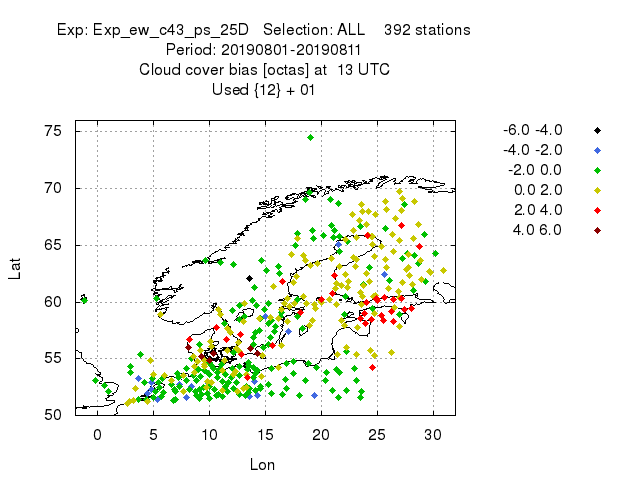 Exp: Exp_ew_c43_ps_25D   Selection: ALL    392 stations
Period: 20190801-20190811
Cloud cover bias [octas] at  13 UTC
Used {12} + 01
-6.0 -4.0
-4.0 -2.0
-2.0 0.0
0.0 2.0
2.0 4.0
4.0 6.0
75
70
65
60
55
50
Lat
0 5 10 15 20 25 30
Lon